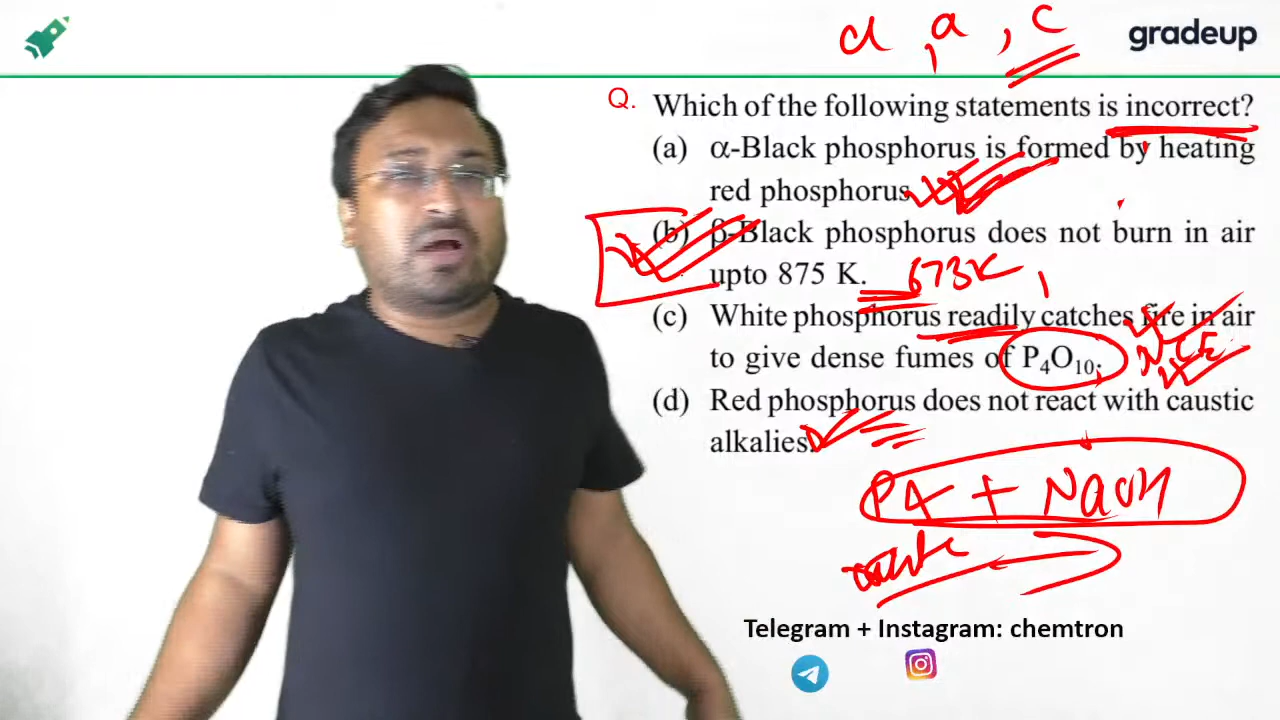 d, a, c
gradeup
Q. Which of the following statements is incorrect?
(a) α-Black phosphorus is formed by heating
red phosphorus.
(b) β-Black phosphorus does not burn in air
upto 875 K. 673K
(c) White phosphorus readily catches fire in air
to give dense fumes of P₄O₁₀.
(d) Red phosphorus does not react with caustic
alkalies.
P4 + NaOH
Telegram + Instagram: chemtron